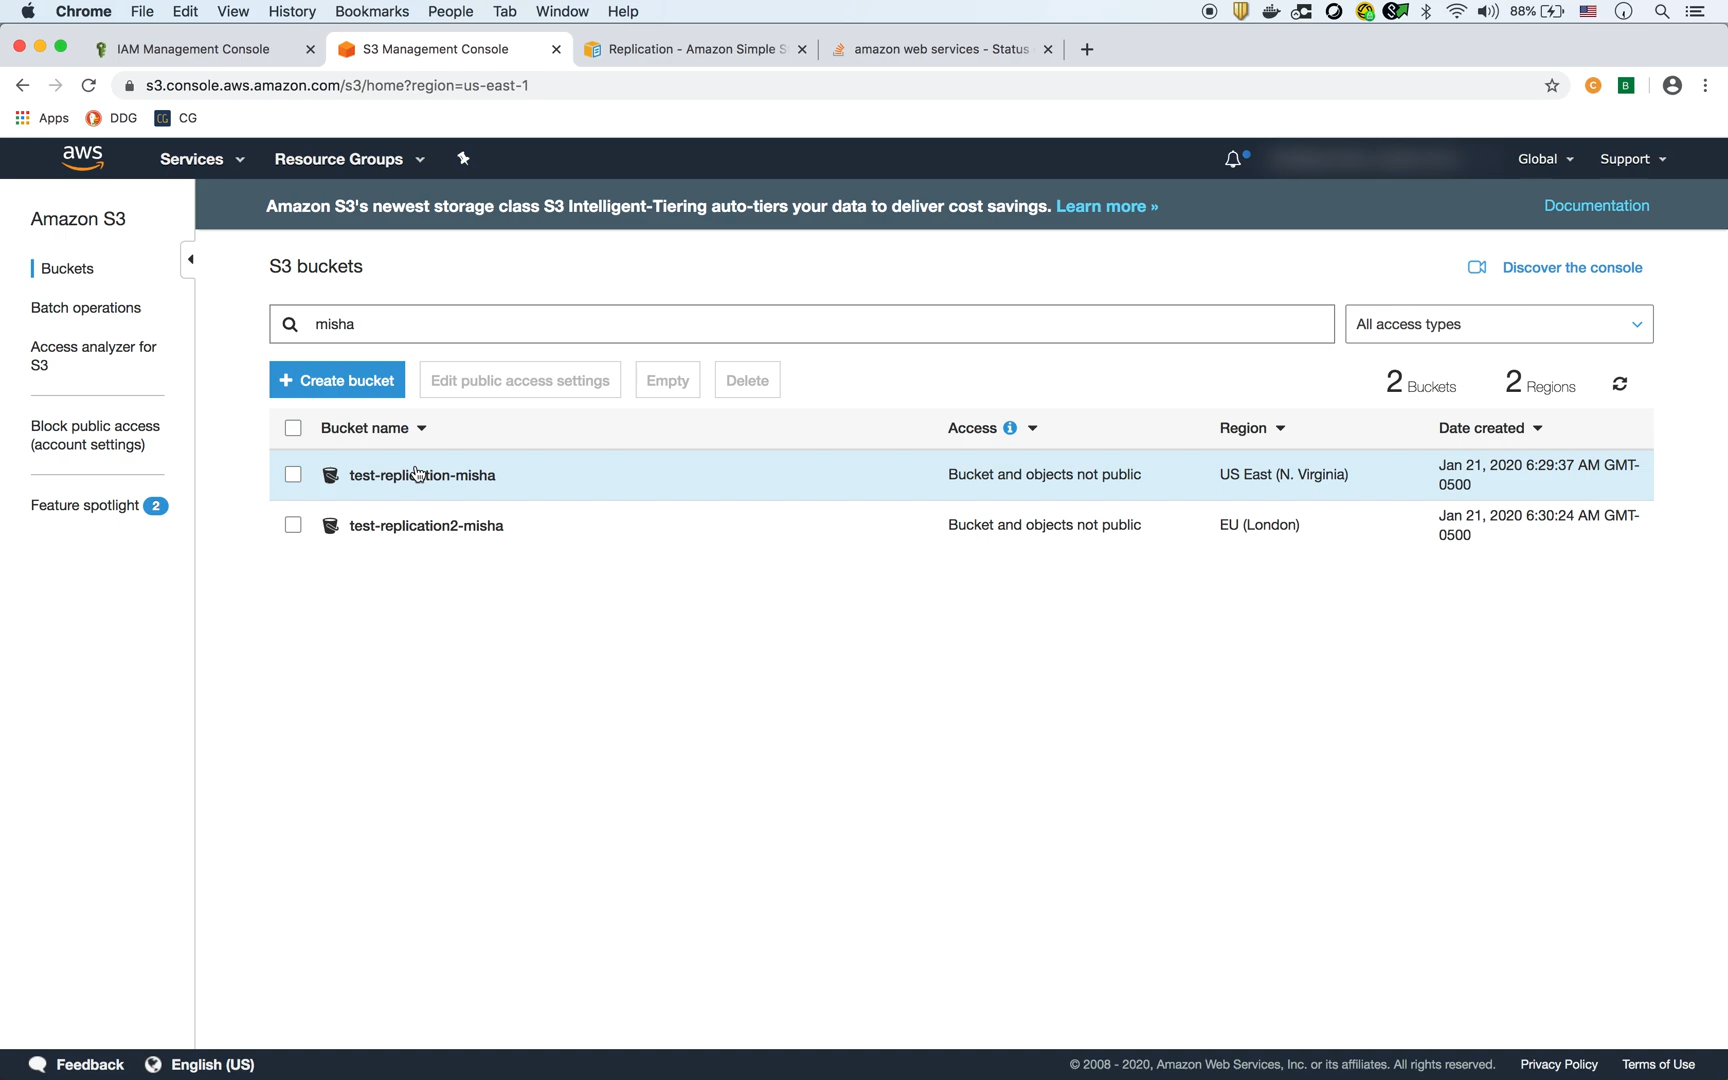 Chrome File Edit View History Bookmarks People Tab Window Help 88%
IAM Management Console S3 Management Console Replication - Amazon Simple S amazon web services - Status
s3.console.aws.amazon.com/s3/home?region=us-east-1
Apps DDG CG CG
aws Services Resource Groups Global Support
Amazon S3's newest storage class S3 Intelligent-Tiering auto-tiers your data to deliver cost savings. Learn more » Documentation
Amazon S3
Buckets
Batch operations
Access analyzer for
S3
Block public access
(account settings)
Feature spotlight 2
S3 buckets Discover the console
misha All access types
+ Create bucket Edit public access settings Empty Delete 2 Buckets 2 Regions
Bucket name Access Region Date created
test-replication-misha Bucket and objects not public US East (N. Virginia) Jan 21, 2020 6:29:37 AM GMT-
0500
test-replication2-misha Bucket and objects not public EU (London) Jan 21, 2020 6:30:24 AM GMT-
0500
Feedback English (US) © 2008 - 2020, Amazon Web Services, Inc. or its affiliates. All rights reserved. Privacy Policy Terms of Use